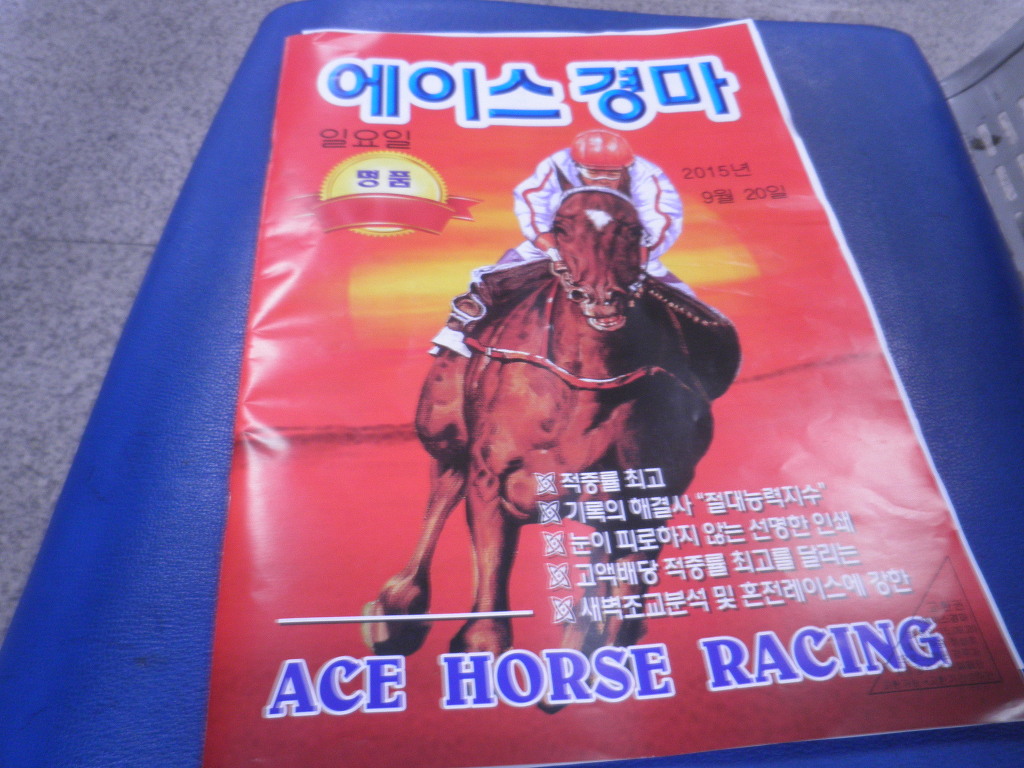 에이스 경마
일요일
명품
2015년
9월 20일
적중률 최고
기록의 해결사 "절대능력지수"
눈이 피로하지 않는 선명한 인쇄
고액배당 적중률 최고를 달리는
새벽조교분석 및 혼전레이스에 강한
ACE HORSE RACING